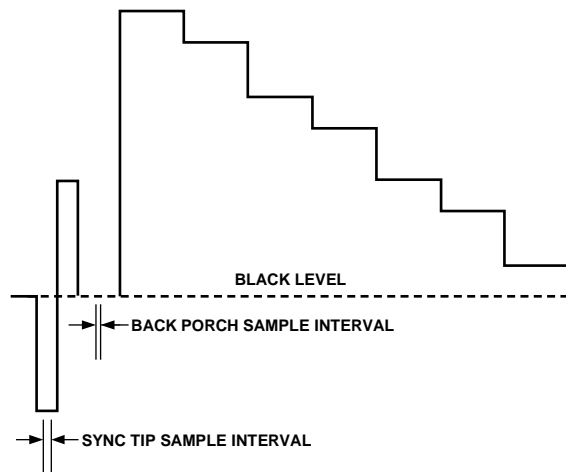 BLACK LEVEL
BACK PORCH SAMPLE INTERVAL
SYNC TIP SAMPLE INTERVAL